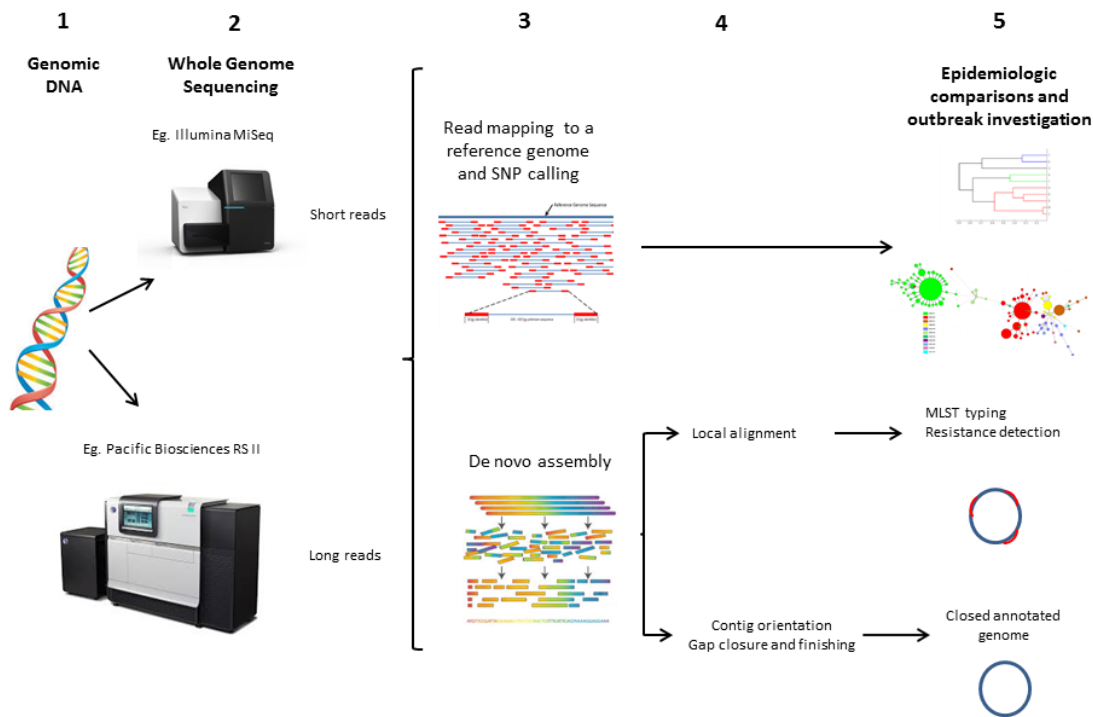 1
2
3
4
5
Genomic
DNA
Whole Genome
Sequencing
Eg. Illumina MiSeq
Short reads
Eg. Pacific Biosciences RS II
Long reads
Read mapping to a
reference genome
and SNP calling
Reference Genome Sequence
De novo assembly
Local alignment
Contig orientation
Gap closure and finishing
Epidemiologic
comparisons and
outbreak investigation
MLST typing
Resistance detection
Closed annotated
genome